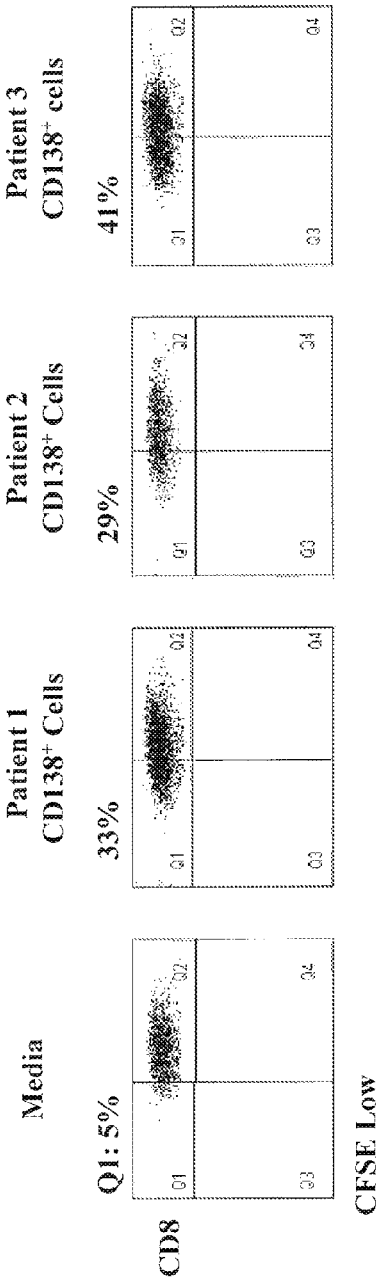 Media
Patient 1
CD138⁺ Cells
Patient 2
CD138⁺ Cells
Patient 3
CD138⁺ cells
Q1: 5%
33%
29%
41%
CD8
Q1
Q2
Q3
Q4
Q1
Q2
Q3
Q4
Q1
Q2
Q3
Q4
Q1
Q2
Q3
Q4
CFSE Low